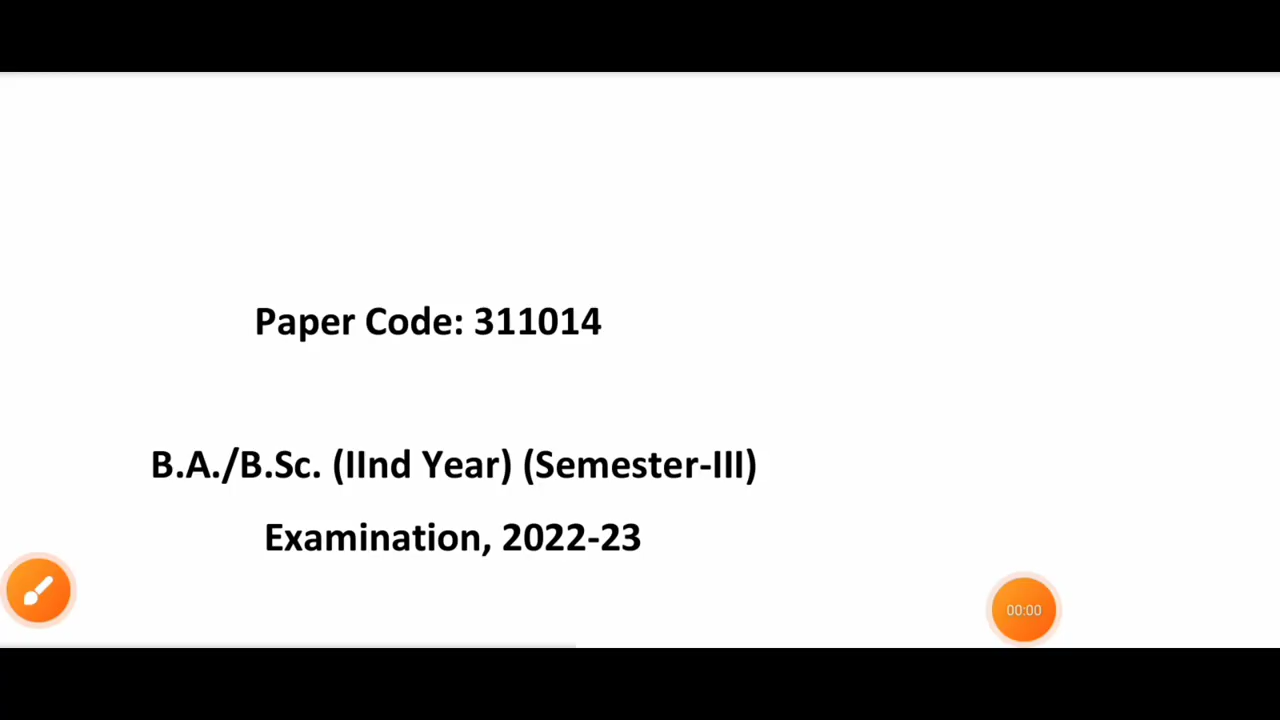 Paper Code: 311014
B.A./B.Sc. (IInd Year) (Semester-III)
Examination, 2022-23
00:00